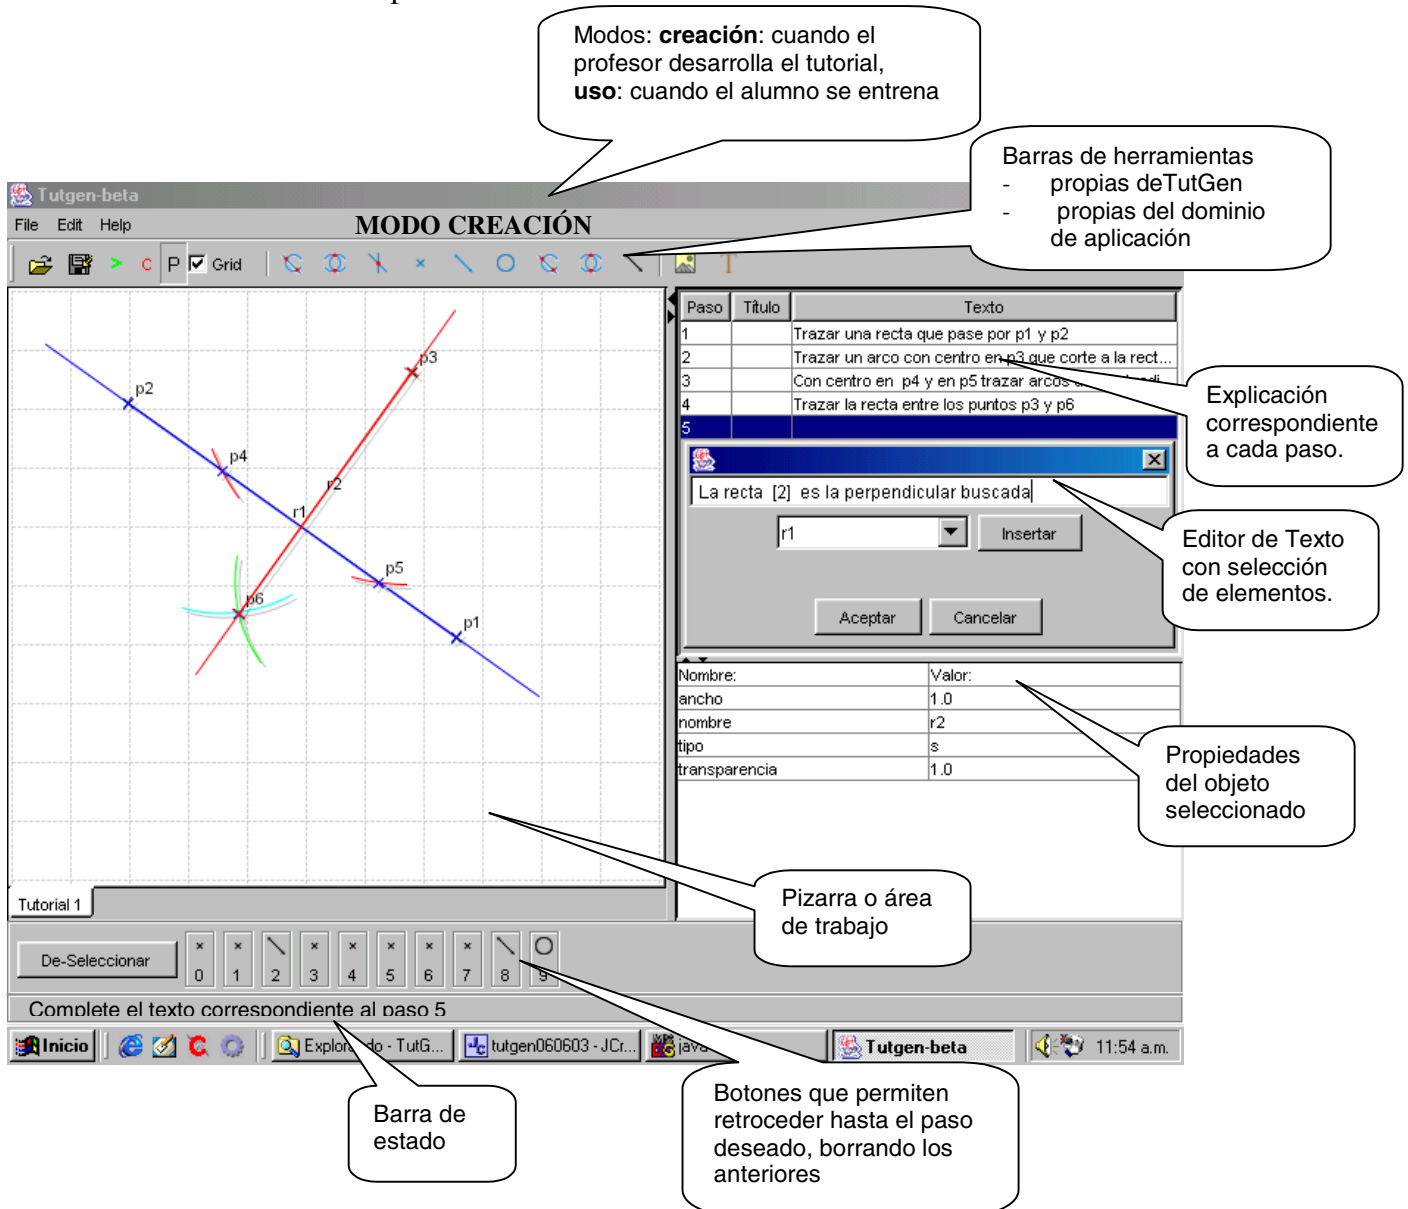 Modos: creación: cuando el
profesor desarrolla el tutorial,
uso: cuando el alumno se entrena
Barras de herramientas
- propias deTutGen
- propias del dominio
de aplicación
Tutgen-beta
File Edit Help
MODO CREACIÓN
> C P Grid
T
Paso Título Texto
1 Trazar una recta que pase por p1 y p2
2 Trazar un arco con centro en p3 que corte a la rect...
3 Con centro en p4 y en p5 trazar arcos
4 Trazar la recta entre los puntos p3 y p6
5
Explicación
correspondiente
a cada paso.
La recta [2] es la perpendicular buscada
r1 Insertar
Aceptar Cancelar
Editor de Texto
con selección
de elementos.
p3
p2
p4
r2
r1
p5
p6
p1
Nombre: Valor:
ancho 1.0
nombre r2
tipo s
transparencia 1.0
Propiedades
del objeto
seleccionado
Pizarra o área
de trabajo
Tutorial 1
De-Seleccionar 0 1 2 3 4 5 6 7 8 9
Complete el texto correspondiente al paso 5
Inicio Explorando - TutG... tutgen060603 - JCr... java Tutgen-beta 11:54 a.m.
Barra de
estado
Botones que permiten
retroceder hasta el paso
deseado, borrando los
anteriores